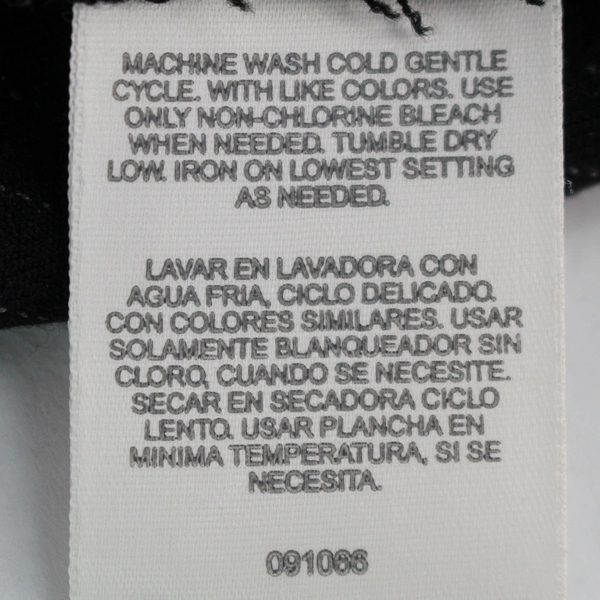 MACHINE WASH COLD GENTLE
CYCLE. WITH LIKE COLORS. USE
ONLY NON-CHLORINE BLEACH
WHEN NEEDED. TUMBLE DRY
LOW. IRON ON LOWEST SETTING
AS NEEDED.
LAVAR EN LAVADORA CON
AGUA FRIA, CICLO DELICADO.
CON COLORES SIMILARES. USAR
SOLAMENTE BLANQUEADOR SIN
CLORO, CUANDO SE NECESITE.
SECAR EN SECADORA CICLO
LENTO. USAR PLANCHA EN
MINIMA TEMPERATURA, SI SE
NECESITA.
091066